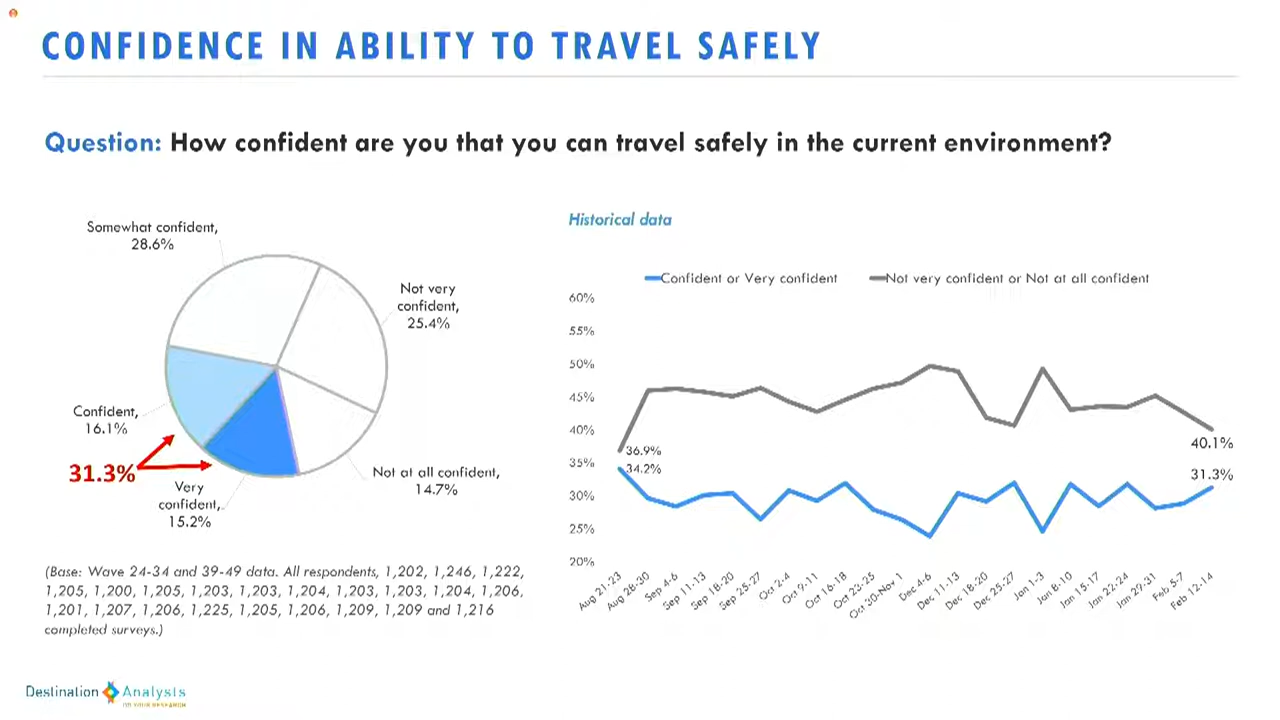 CONFIDENCE IN ABILITY TO TRAVEL SAFELY
Question: How confident are you that you can travel safely in the current environment?
Somewhat confident,
28.6%
Not very
confident,
25.4%
Confident,
16.1%
31.3%
Very
confident,
15.2%
Not at all confident,
14.7%
(Base: Wave 24-34 and 39-49 data. All respondents, 1,202, 1,246, 1,222,
1,205, 1,200, 1,205, 1,203, 1,203, 1,204, 1,203, 1,203, 1,204, 1,206,
1,201, 1,207, 1,206, 1,225, 1,205, 1,206, 1,209, 1,209 and 1,216
completed surveys.)
Historical data
Confident or Very confident
Not very confident or Not at all confident
60%
55%
50%
45%
40%
35%
30%
25%
20%
36.9%
34.2%
40.1%
31.3%
Aug 21-23
Aug 28-30
Sep 4-6
Sep 11-13
Sep 18-20
Sep 25-27
Oct 2-4
Oct 9-11
Oct 16-18
Oct 23-25
Oct 30-Nov 1
Dec 4-6
Dec 11-13
Dec 18-20
Dec 25-27
Jan 1-3
Jan 8-10
Jan 15-17
Jan 22-24
Jan 29-31
Feb 5-7
Feb 12-14
Destination Analysts
DO YOUR RESEARCH